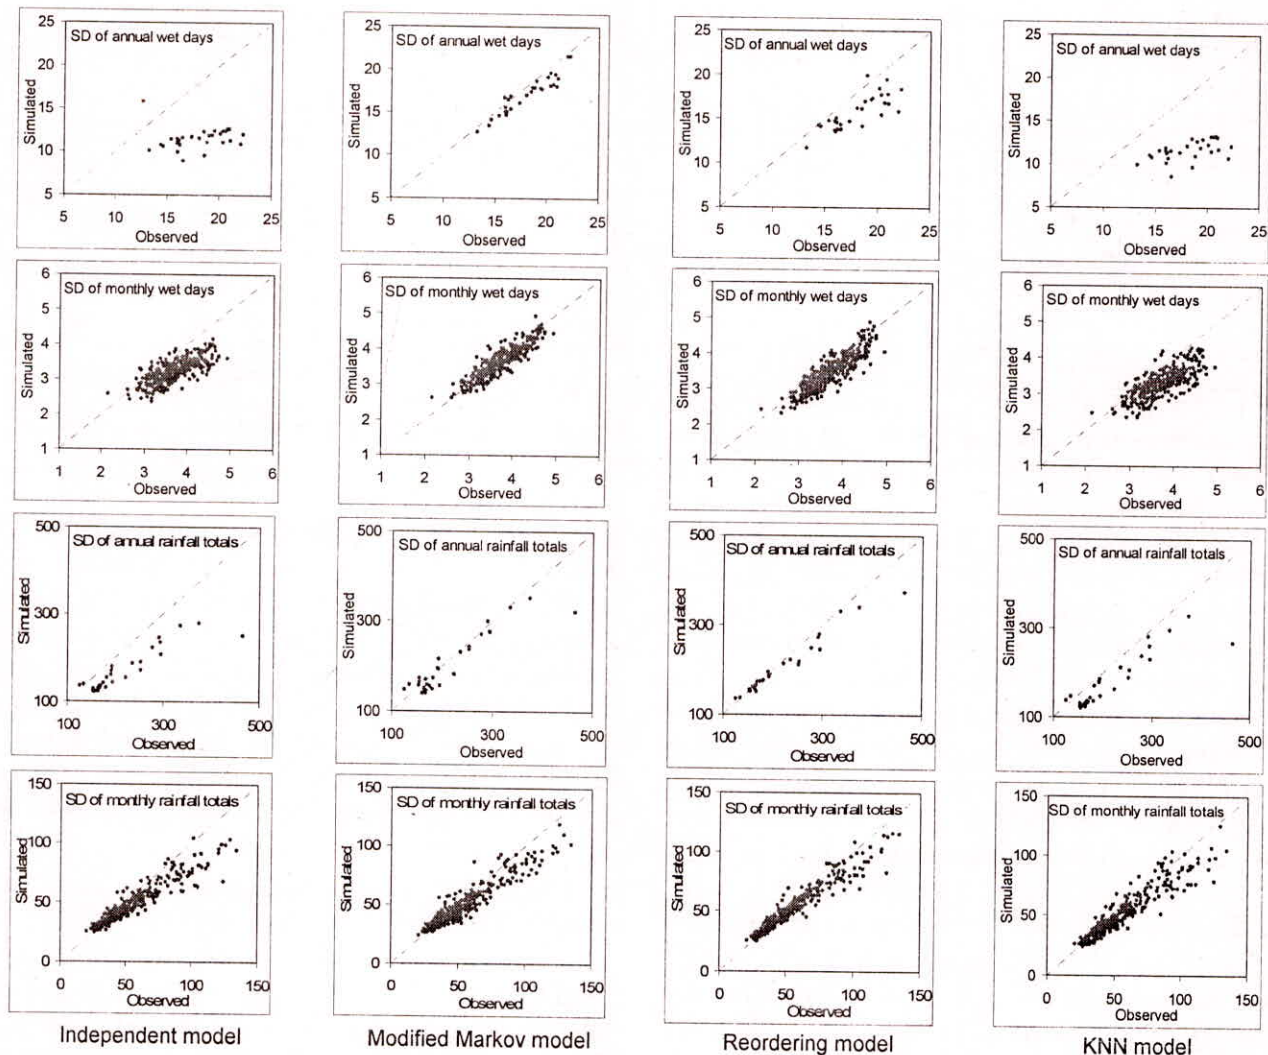 25
SD of annual wet days
20
15
10
5
Simulated
5 10 15 20 25
Observed
25
SD of annual wet days
20
15
10
5
Simulated
5 10 15 20 25
Observed
25
SD of annual wet days
20
15
10
5
Simulated
5 10 15 20 25
Observed
25
SD of annual wet days
20
15
10
5
Simulated
5 10 15 20 25
Observed
6
SD of monthly wet days
5
4
3
2
1
Simulated
1 2 3 4 5 6
Observed
6
SD of monthly wet days
5
4
3
2
1
Simulated
1 2 3 4 5 6
Observed
6
SD of monthly wet days
5
4
3
2
1
Simulated
1 2 3 4 5 6
Observed
6
SD of monthly wet days
5
4
3
2
1
Simulated
1 2 3 4 5 6
Observed
500
SD of annual rainfall totals
300
100
Simulated
100 300 500
Observed
500
SD of annual rainfall totals
300
100
Simulated
100 300 500
Observed
500
SD of annual rainfall totals
300
100
Simulated
100 300 500
Observed
500
SD of annual rainfall totals
300
100
Simulated
100 300 500
Observed
150
SD of monthly rainfall totals
100
50
0
Simulated
0 50 100 150
Observed
150
SD of monthly rainfall totals
100
50
0
Simulated
0 50 100 150
Observed
150
SD of monthly rainfall totals
100
50
0
Simulated
0 50 100 150
Observed
150
SD of monthly rainfall totals
100
50
0
Simulated
0 50 100 150
Observed
Independent model
Modified Markov model
Reordering model
KNN model